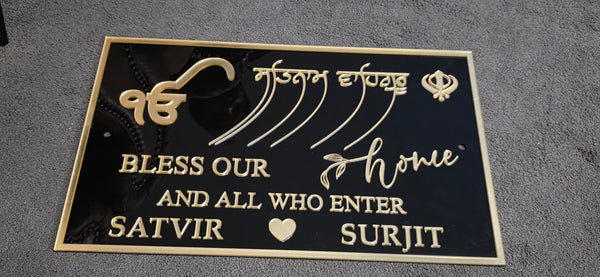 ੴ ਸਤਿਨਾਮ ਵਾਹਿਗੁਰੂ
BLESS OUR home
AND ALL WHO ENTER
SATVIR SURJIT